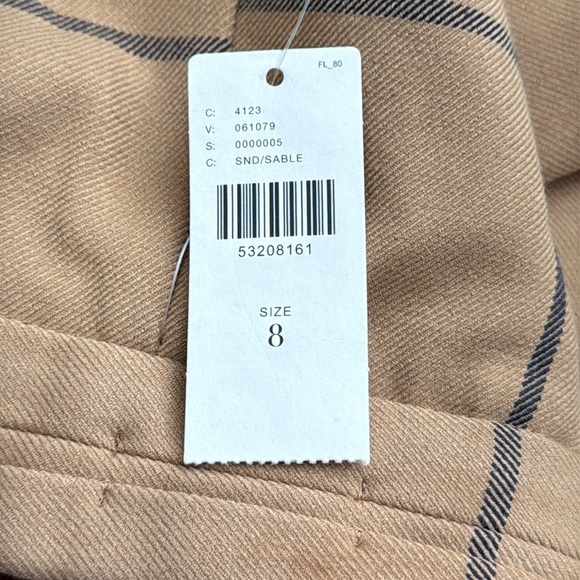 FL_80
C: 4123
V: 061079
S: 0000005
C: SND/SABLE
53208161
SIZE
8